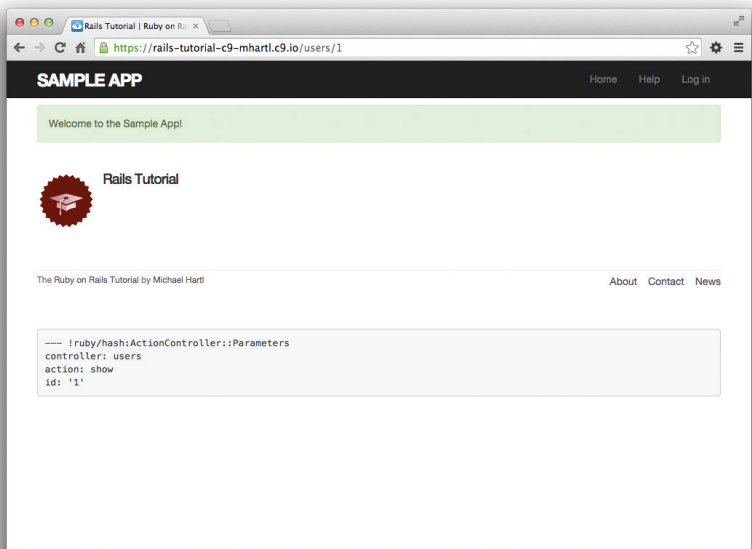 Rails Tutorial | Ruby on Ra
https://rails-tutorial-c9-mhartl.c9.io/users/1
SAMPLE APP
Home Help Log in
Welcome to the Sample App!
Rails Tutorial
The Ruby on Rails Tutorial by Michael Hartl
About Contact News
--- !ruby/hash:ActionController::Parameters
controller: users
action: show
id: '1'